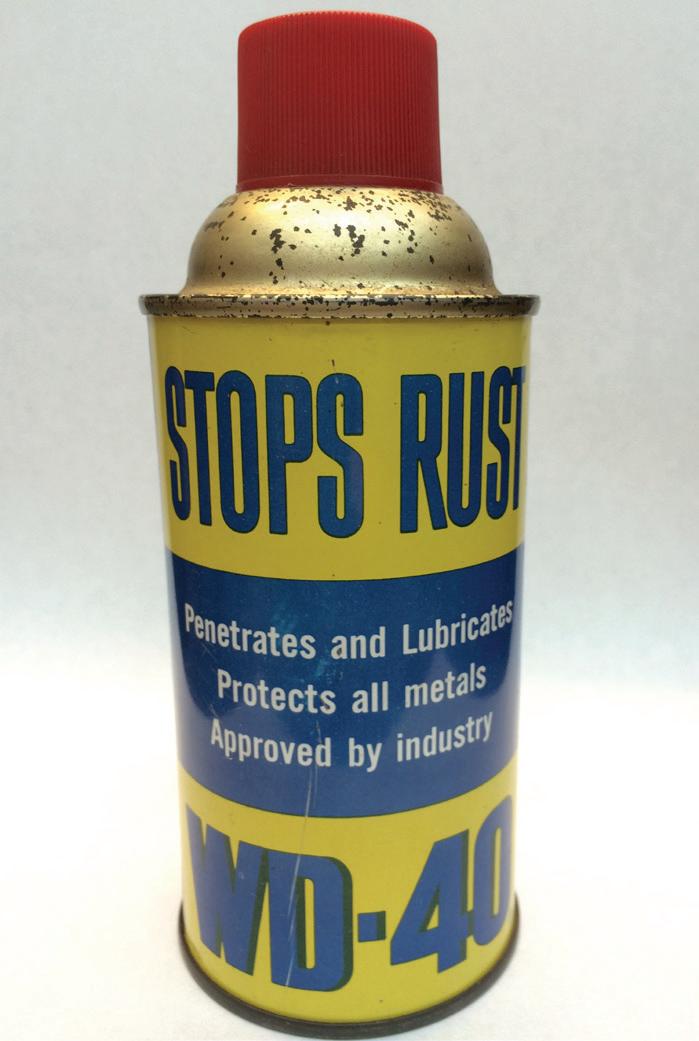 STOPS RUST
Penetrates and Lubricates
Protects all metals
Approved by industry
WD-40